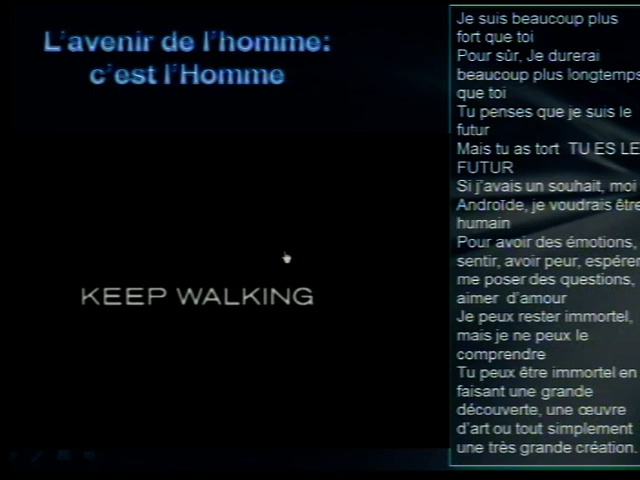 L'avenir de l'homme:
c'est l'Homme
KEEP WALKING
Je suis beaucoup plus
fort que toi
Pour sûr, Je durerai
beaucoup plus longtemps
que toi
Tu penses que je suis le
futur
Mais tu as tort TU ES LE
FUTUR
Si j'avais un souhait, moi
Androïde, je voudrais être
humain
Pour avoir des émotions,
sentir, avoir peur, espérer
me poser des questions,
aimer d'amour
Je peux rester immortel,
mais je ne peux le
comprendre
Tu peux être immortel en
faisant une grande
découverte, une œuvre
d'art ou tout simplement
une très grande création.